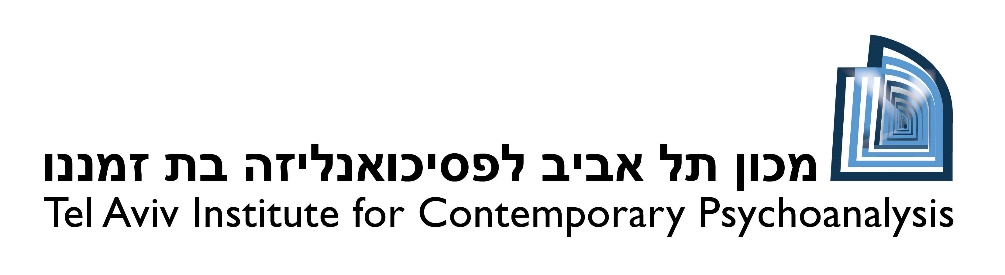 מכון תל אביב לפסיכואנליזה בת זמננו
Tel Aviv Institute for Contemporary Psychoanalysis